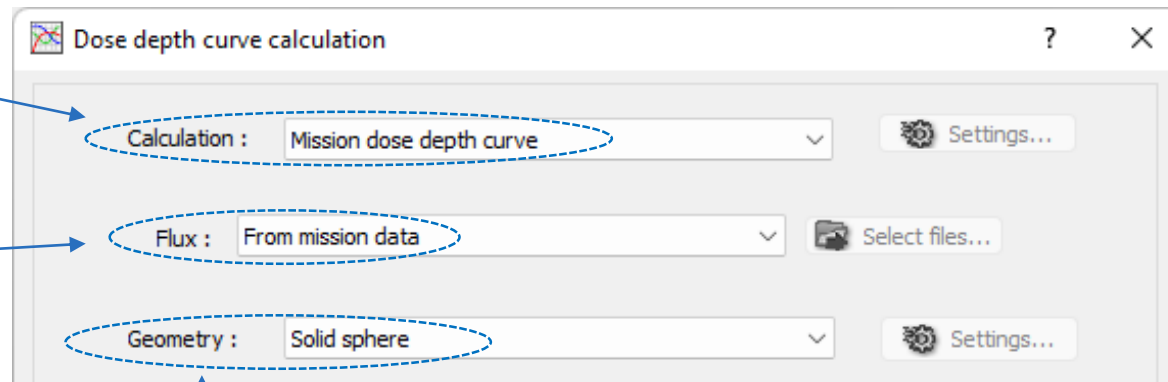 Dose depth curve calculation ? ×
Calculation : Mission dose depth curve Settings...
Flux : From mission data Select files...
Geometry : Solid sphere Settings...